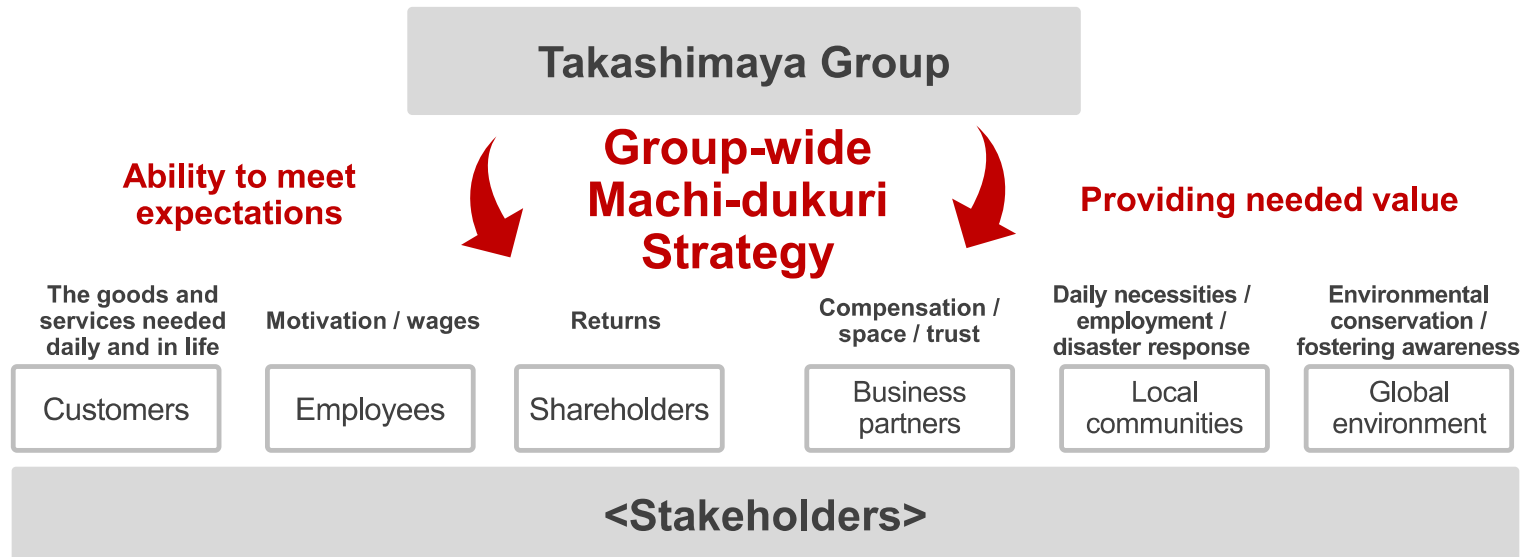 Takashimaya Group
Group-wide
Machi-dukuri
Strategy
Ability to meet
expectations
Providing needed value
The goods and
services needed
daily and in life
Motivation / wages
Returns
Compensation /
space / trust
Daily necessities /
employment /
disaster response
Environmental
conservation /
fostering awareness
Customers
Employees
Shareholders
Business
partners
Local
communities
Global
environment
<Stakeholders>